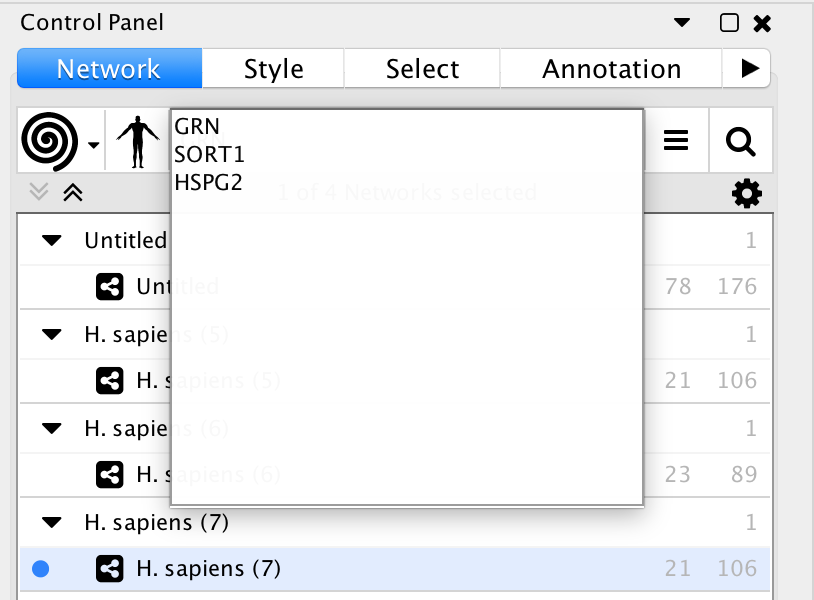 Control Panel
Network Style Select Annotation
GRN
SORT1
HSPG2
1 of 4 Networks selected
Untitled 1
Untitled 78 176
H. sapiens (5) 1
H. sapiens (5) 21 106
H. sapiens (6) 1
H. sapiens (6) 23 89
H. sapiens (7) 1
H. sapiens (7) 21 106